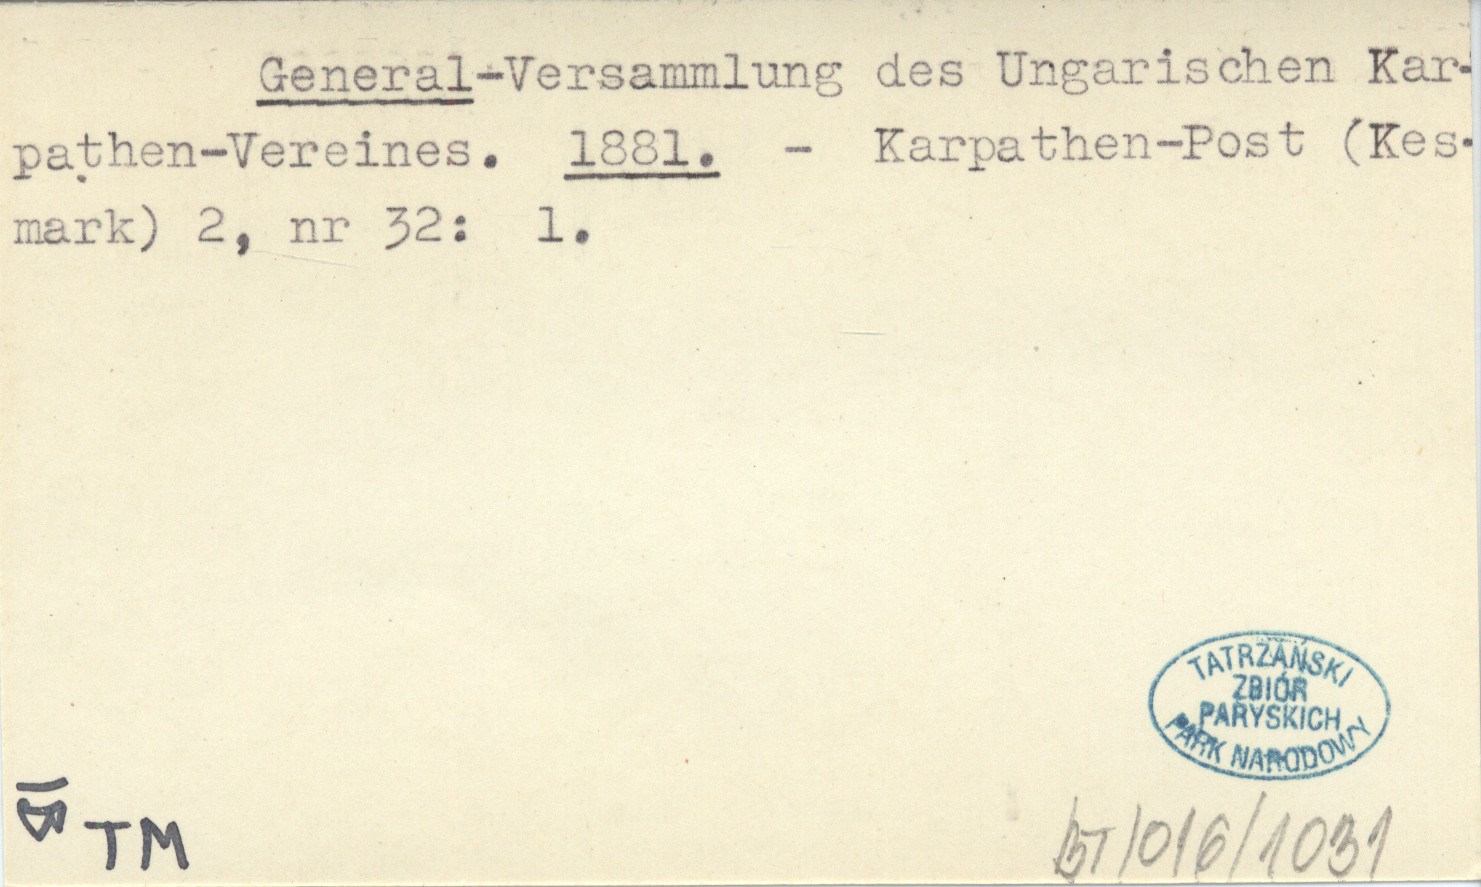 General-Versammlung des Ungarischen Kar-
pathen-Vereines. 1881. - Karpathen-Post (Kes-
mark) 2, nr 32: 1.
TATRZAŃSKI
ZBIÓR
PARYSKICH
PARK NARODOWY
TM
BT/016/1031